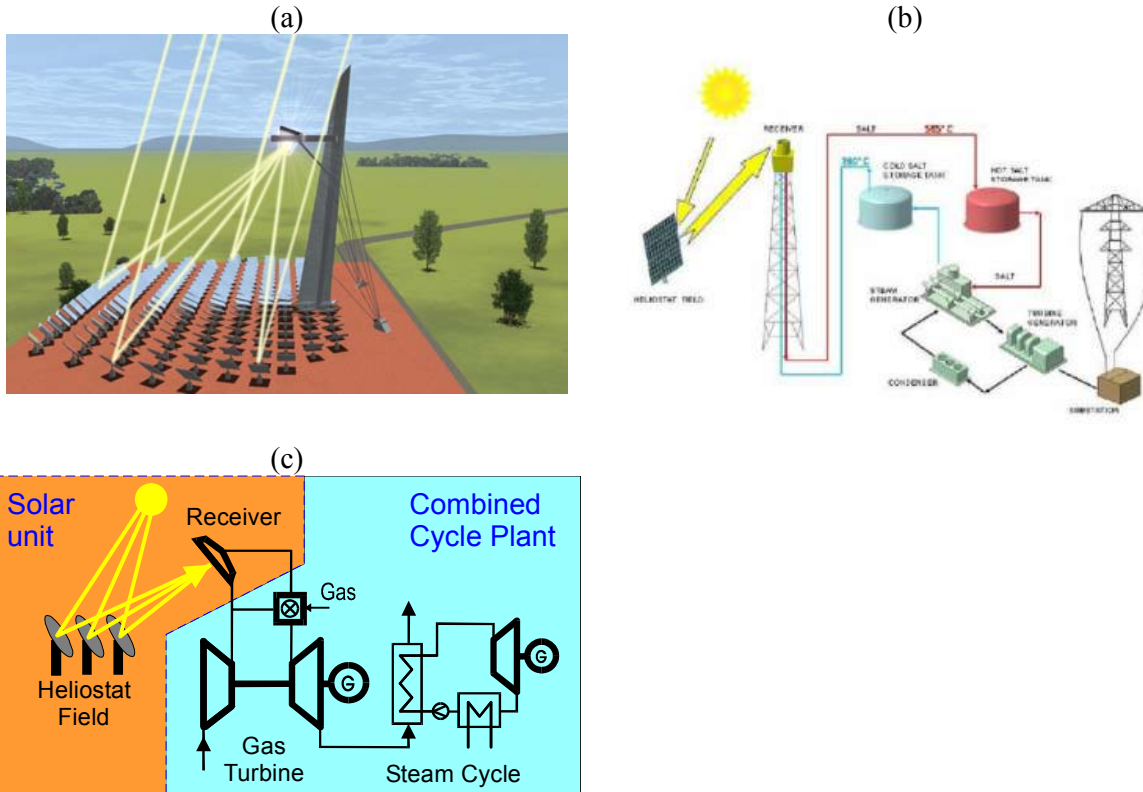 (a)
(b)
RECEIVER
SALT
565° C
COLD SALT
STORAGE TANK
HOT SALT
STORAGE TANK
HELIOSTAT FIELD
SALT
STEAM
GENERATOR
TURBINE
GENERATOR
CONDENSER
SUBSTATION
(c)
Solar
unit
Receiver
Combined
Cycle Plant
Gas
G
G
Heliostat
Field
Gas
Turbine
Steam Cycle